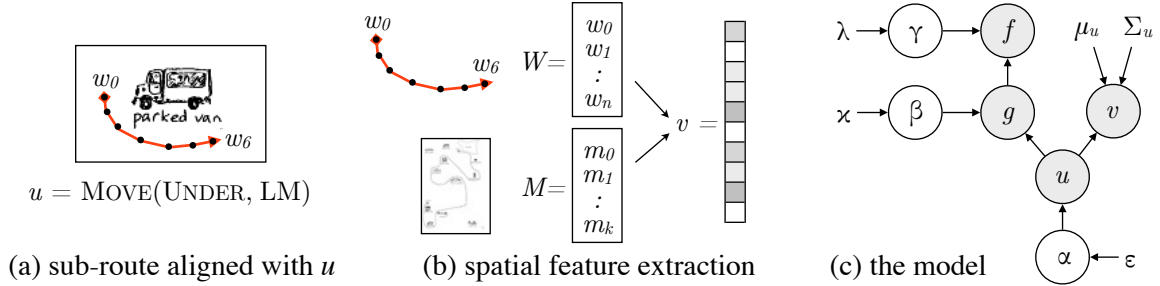 w0
parked van
w6
u = MOVE(UNDER, LM)
(a) sub-route aligned with u
w0
w6
W=
w0
w1
:
wn
M=
m0
m1
:
mk
v =
(b) spatial feature extraction
λ
γ
f
μu
Σu
ϰ
β
g
v
u
α
ε
(c) the model